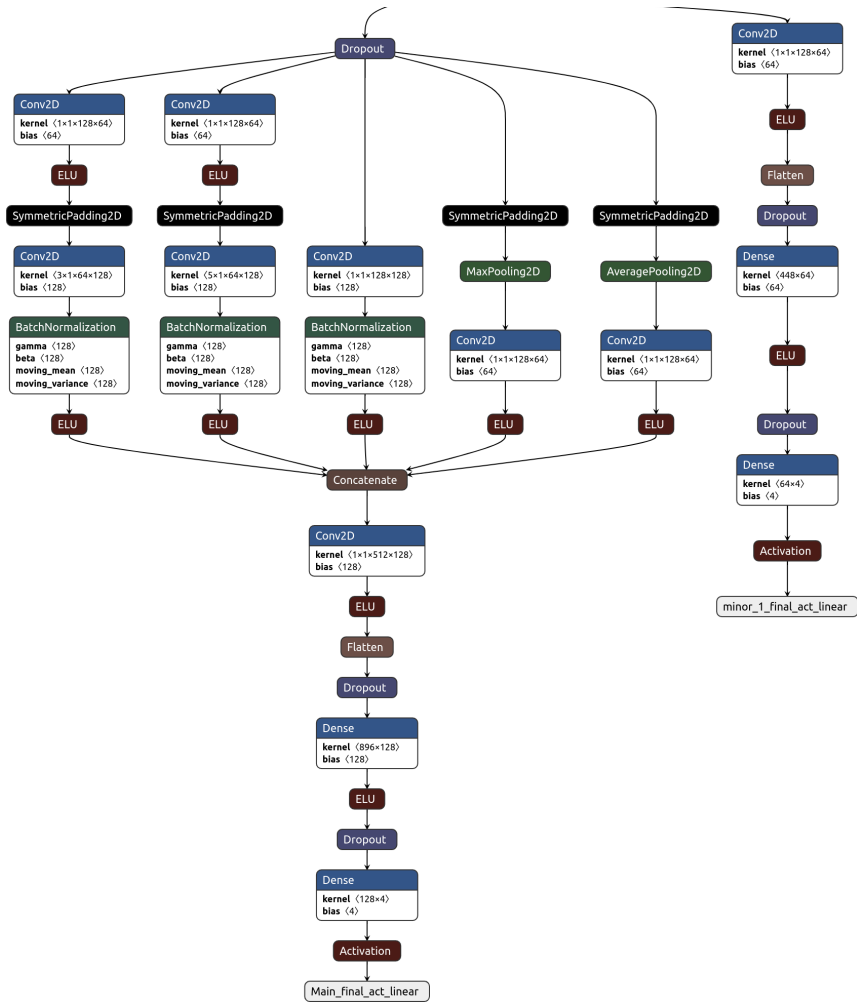 Dropout
Conv2D
kernel ⟨1×1×128×64⟩
bias ⟨64⟩
ELU
SymmetricPadding2D
Conv2D
kernel ⟨3×1×64×128⟩
bias ⟨128⟩
BatchNormalization
gamma ⟨128⟩
beta ⟨128⟩
moving_mean ⟨128⟩
moving_variance ⟨128⟩
ELU
Conv2D
kernel ⟨1×1×128×64⟩
bias ⟨64⟩
ELU
SymmetricPadding2D
Conv2D
kernel ⟨5×1×64×128⟩
bias ⟨128⟩
BatchNormalization
gamma ⟨128⟩
beta ⟨128⟩
moving_mean ⟨128⟩
moving_variance ⟨128⟩
ELU
Conv2D
kernel ⟨1×1×128×128⟩
bias ⟨128⟩
BatchNormalization
gamma ⟨128⟩
beta ⟨128⟩
moving_mean ⟨128⟩
moving_variance ⟨128⟩
ELU
SymmetricPadding2D
MaxPooling2D
Conv2D
kernel ⟨1×1×128×64⟩
bias ⟨64⟩
ELU
SymmetricPadding2D
AveragePooling2D
Conv2D
kernel ⟨1×1×128×64⟩
bias ⟨64⟩
ELU
Concatenate
Conv2D
kernel ⟨1×1×512×128⟩
bias ⟨128⟩
ELU
Flatten
Dropout
Dense
kernel ⟨896×128⟩
bias ⟨128⟩
ELU
Dropout
Dense
kernel ⟨128×4⟩
bias ⟨4⟩
Activation
Main_final_act_linear
Conv2D
kernel ⟨1×1×128×64⟩
bias ⟨64⟩
ELU
Flatten
Dropout
Dense
kernel ⟨448×64⟩
bias ⟨64⟩
ELU
Dropout
Dense
kernel ⟨64×4⟩
bias ⟨4⟩
Activation
minor_1_final_act_linear